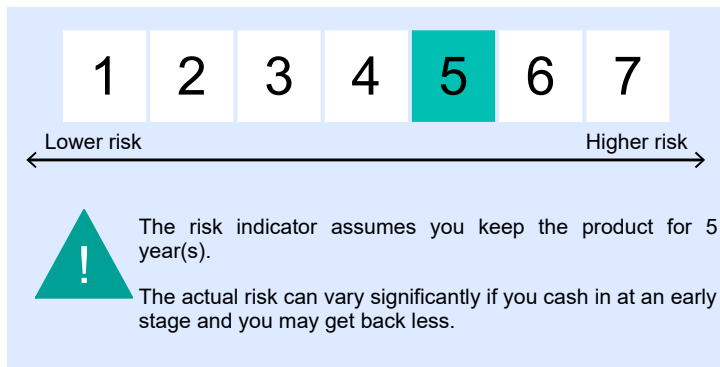 1 2 3 4 5 6 7
Lower risk Higher risk
!
The risk indicator assumes you keep the product for 5
year(s).
The actual risk can vary significantly if you cash in at an early
stage and you may get back less.